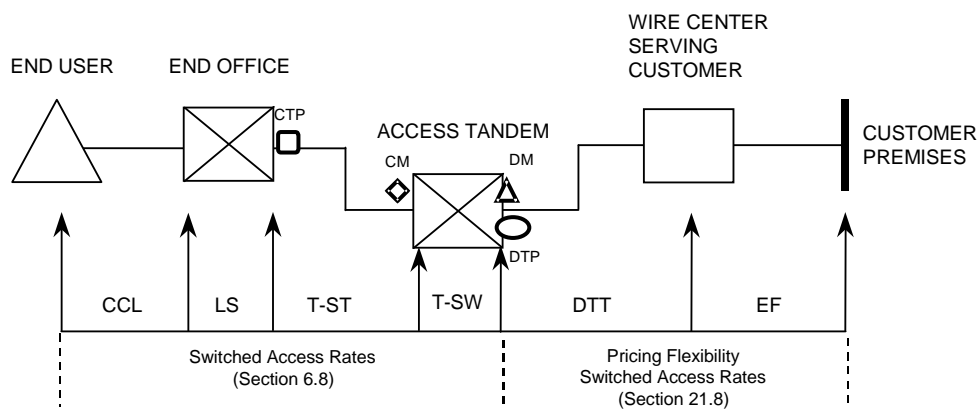 WIRE CENTER
SERVING
CUSTOMER
END USER
END OFFICE
CTP
ACCESS TANDEM
CM
DM
CUSTOMER
PREMISES
DTP
CCL
LS
T-ST
T-SW
DTT
EF
Switched Access Rates
(Section 6.8)
Pricing Flexibility
Switched Access Rates
(Section 21.8)